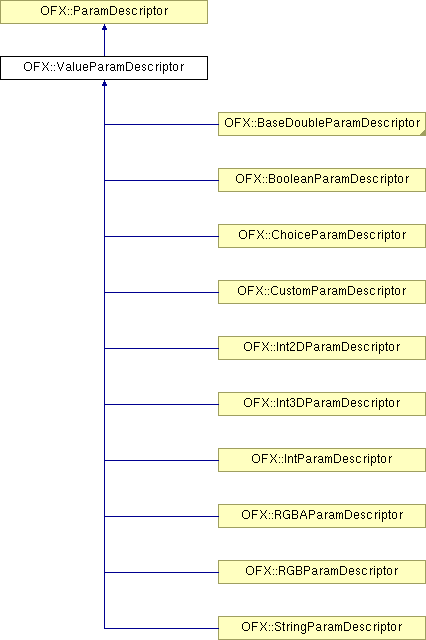 OFX::ParamDescriptor
OFX::ValueParamDescriptor
OFX::BaseDoubleParamDescriptor
OFX::BooleanParamDescriptor
OFX::ChoiceParamDescriptor
OFX::CustomParamDescriptor
OFX::Int2DParamDescriptor
OFX::Int3DParamDescriptor
OFX::IntParamDescriptor
OFX::RGBAParamDescriptor
OFX::RGBParamDescriptor
OFX::StringParamDescriptor